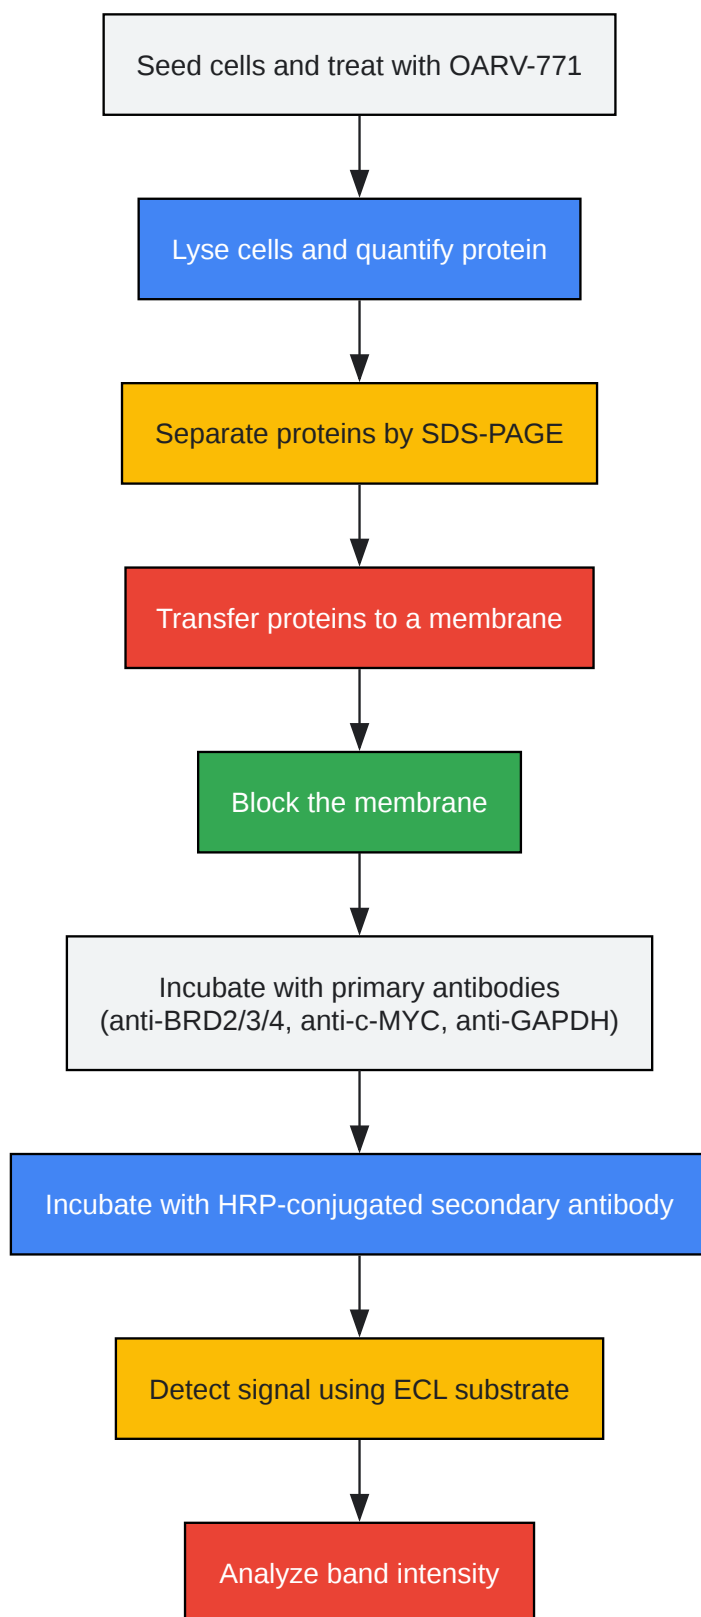 Seed cells and treat with OARV-771
Lyse cells and quantify protein
Separate proteins by SDS-PAGE
Transfer proteins to a membrane
Block the membrane
Incubate with primary antibodies
(anti-BRD2/3/4, anti-c-MYC, anti-GAPDH)
Incubate with HRP-conjugated secondary antibody
Detect signal using ECL substrate
Analyze band intensity